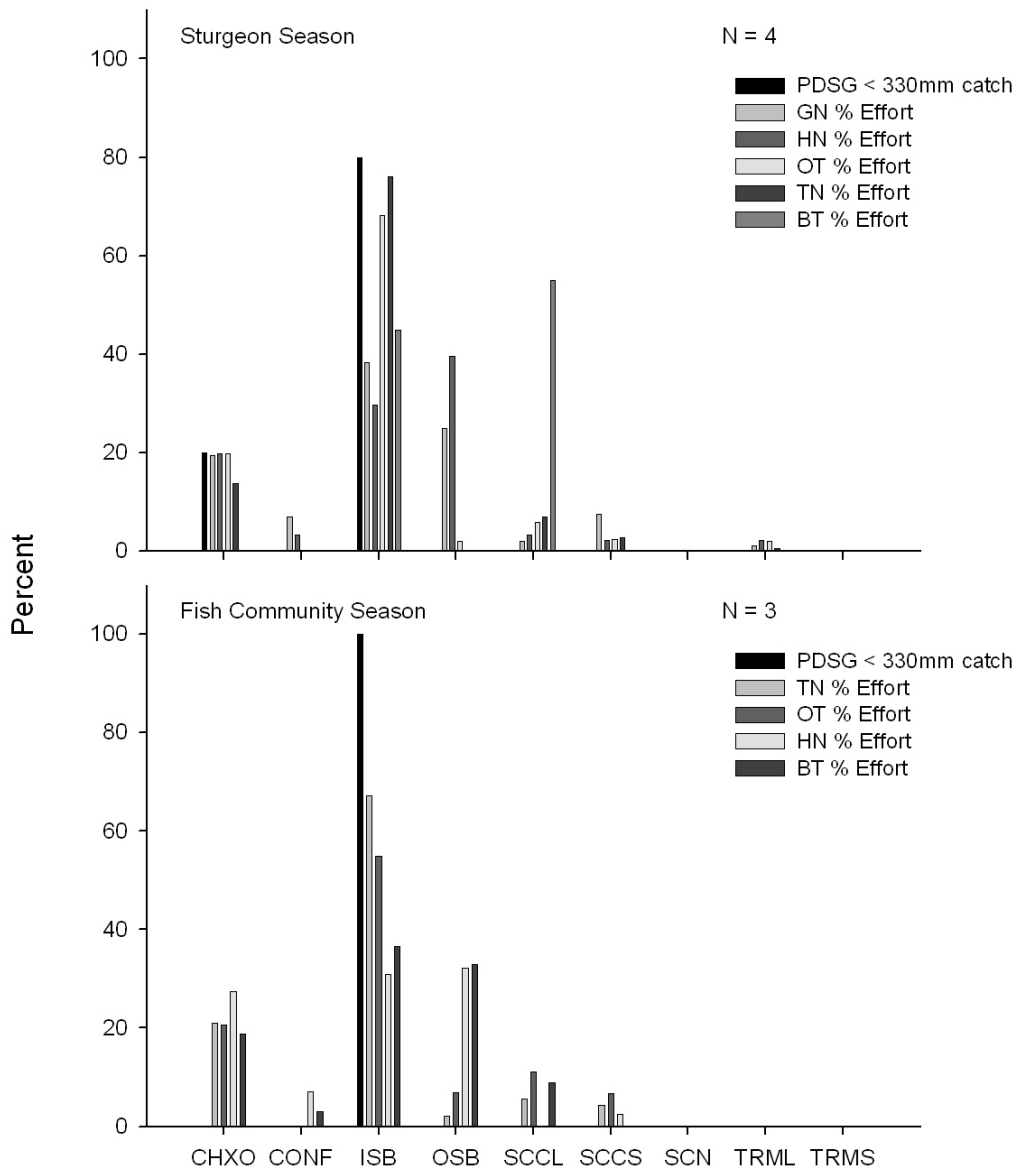 Sturgeon Season
N = 4
100
80
60
40
20
0
PDSG < 330mm catch
GN % Effort
HN % Effort
OT % Effort
TN % Effort
BT % Effort
Percent
Fish Community Season
N = 3
100
80
60
40
20
0
PDSG < 330mm catch
TN % Effort
OT % Effort
HN % Effort
BT % Effort
CHXO CONF ISB OSB SCCL SCCS SCN TRML TRMS